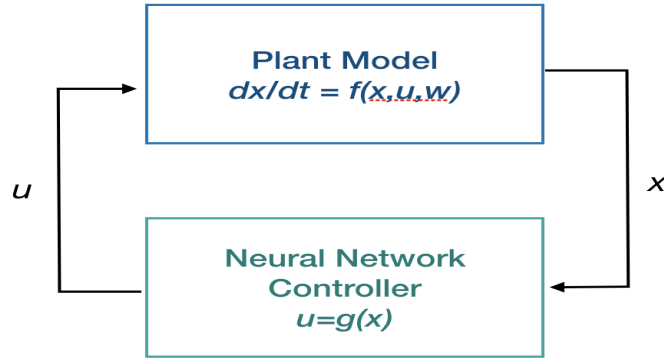 Plant Model
dx/dt = f(x,u,w)
u
x
Neural Network
Controller
u=g(x)